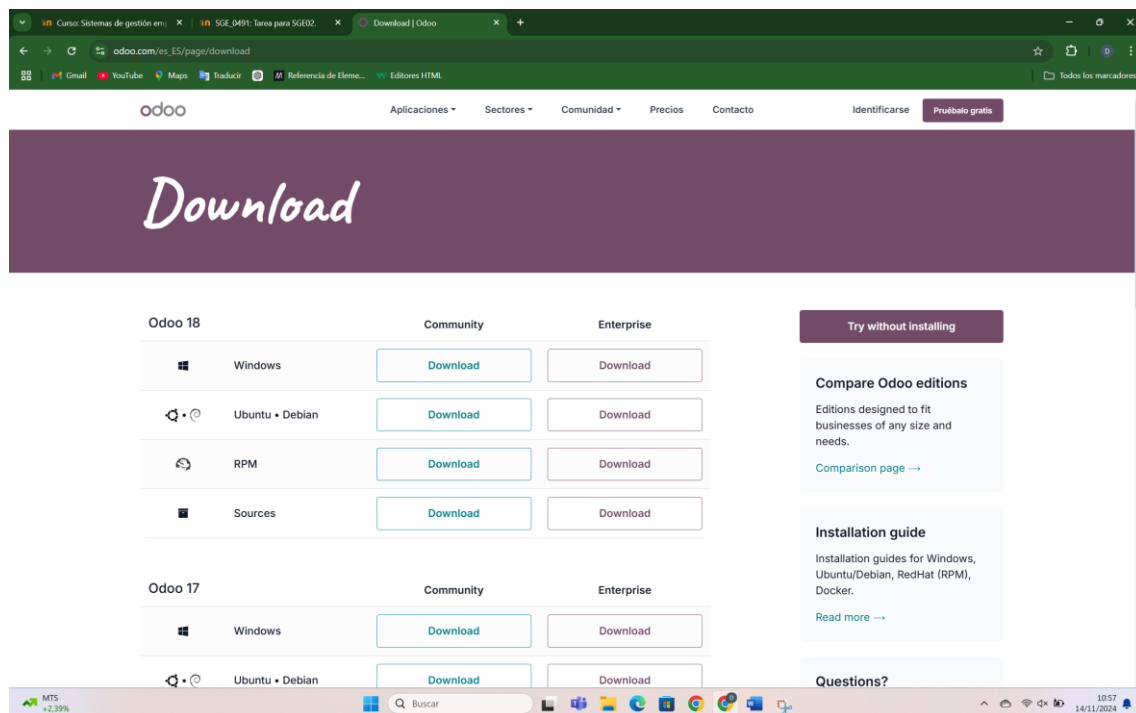 Curso: Sistemas de gestión em
SGE_0491: Tarea para SGE02.
Download | Odoo
odoo.com/es_ES/page/download
Gmail
YouTube
Maps
Traducir
Referencia de Eleme...
Editores HTML
Todos los marcadores
odoo
Aplicaciones
Sectores
Comunidad
Precios
Contacto
Identificarse
Pruébalo gratis
Download
Odoo 18 Community Enterprise
Windows Download Download
Ubuntu • Debian Download Download
RPM Download Download
Sources Download Download
Odoo 17 Community Enterprise
Windows Download Download
Ubuntu • Debian Download Download
Try without installing
Compare Odoo editions
Editions designed to fit
businesses of any size and
needs.
Comparison page →
Installation guide
Installation guides for Windows,
Ubuntu/Debian, RedHat (RPM),
Docker.
Read more →
Questions?
MTS
+2,39%
Buscar
10:57
14/11/2024